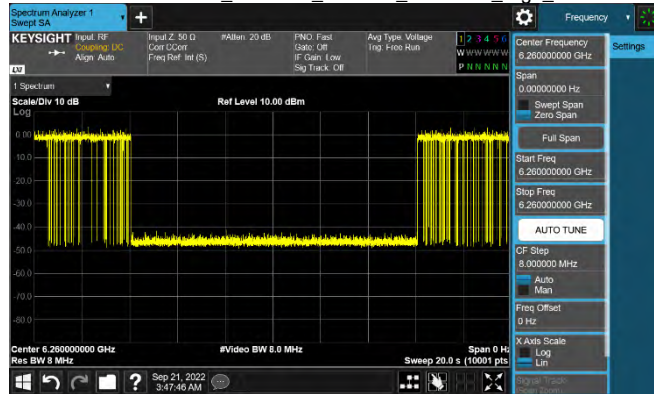 Spectrum Analyzer 1
Swept SA
+
Frequency
KEYSIGHT
Input: RF
Coupling: DC
Align: Auto
Input Z: 50 Ω
Corr CCorr
Freq Ref: Int (S)
#Atten: 20 dB
PNO: Fast
Gate: Off
IF Gain: Low
Sig Track: Off
Avg Type: Voltage
Trig: Free Run
1 2 3 4 5 6
W W W W W W
P N N N N N
LXI
1 Spectrum
Scale/Div 10 dB
Ref Level 10.00 dBm
Log
0.00
-10.0
-20.0
-30.0
-40.0
-50.0
-60.0
-70.0
-80.0
Center 6.260000000 GHz
#Video BW 8.0 MHz
Span 0 Hz
Res BW 8 MHz
Sweep 20.0 s (10001 pts
Sep 21, 2022
3:47:46 AM
?
Center Frequency
6.260000000 GHz
Settings
Span
0.00000000 Hz
Swept Span
Zero Span
Full Span
Start Freq
6.260000000 GHz
Stop Freq
6.260000000 GHz
AUTO TUNE
CF Step
8.000000 MHz
Auto
Man
Freq Offset
0 Hz
X Axis Scale
Log
Lin
Signal Track